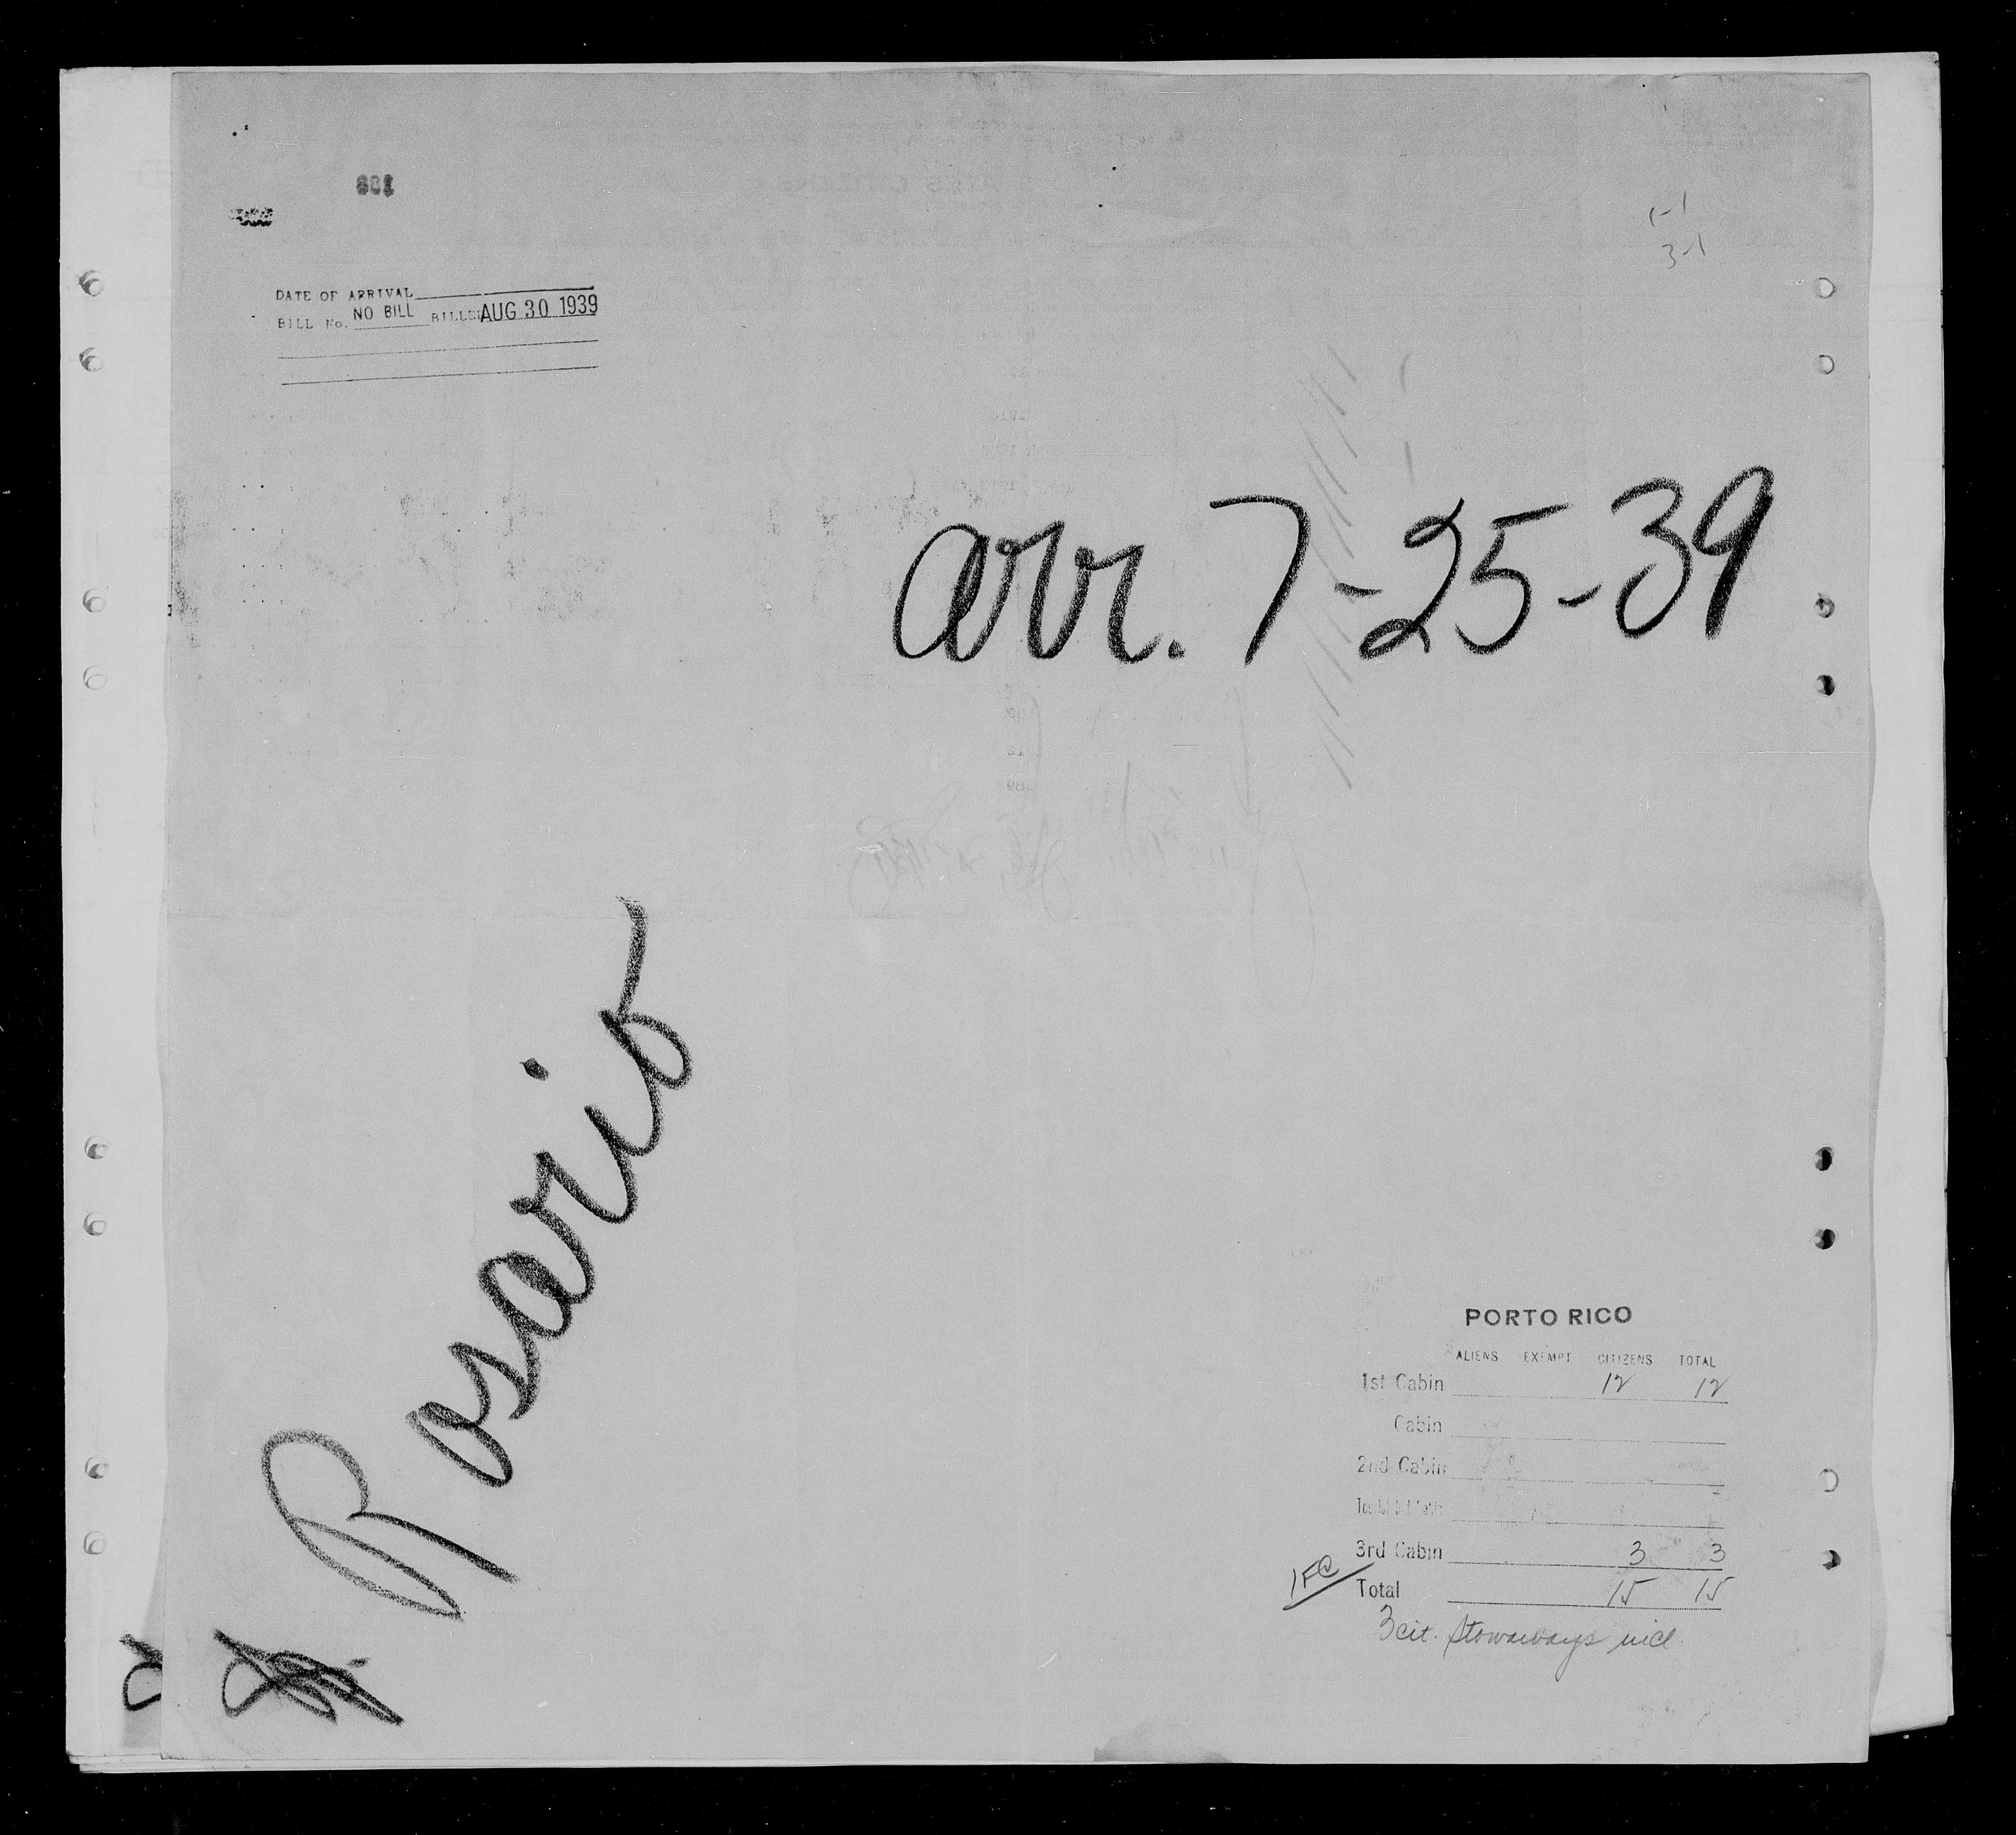 1-1
3-1
DATE OF ARRIVAL
BILL No. NO BILL BILLED AUG 30 1939
arr. 7-25-39
Rosario
PORTO RICO
ALIENS EXEMPT CITIZENS TOTAL
1st Cabin 12 12
Cabin
2nd Cabin
3rd Cabin 3 3
1FC Total 15 15
3 cit. Stowaways incl